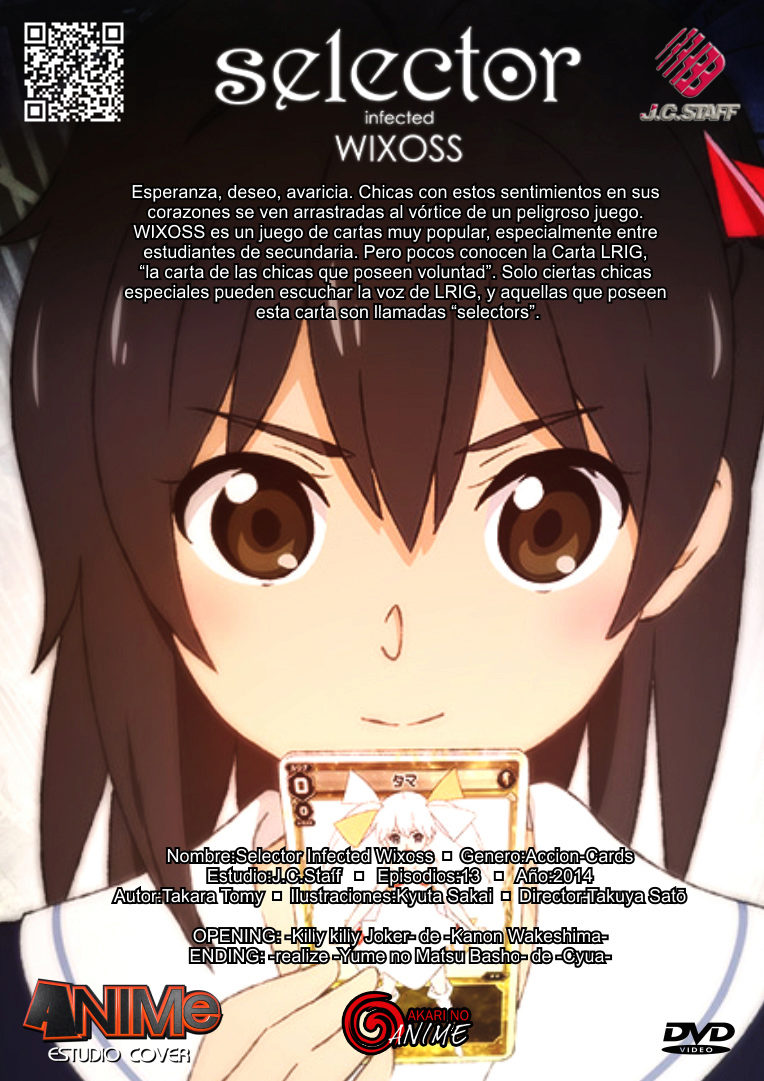 selector
infected
WIXOSS
J.C.STAFF
Esperanza, deseo, avaricia. Chicas con estos sentimientos en sus
corazones se ven arrastradas al vórtice de un peligroso juego.
WIXOSS es un juego de cartas muy popular, especialmente entre
estudiantes de secundaria. Pero pocos conocen la Carta LRIG,
“la carta de las chicas que poseen voluntad”. Solo ciertas chicas
especiales pueden escuchar la voz de LRIG, y aquellas que poseen
esta carta son llamadas “selectors”.
タマ
Nombre:Selector Infected Wixoss ▪ Genero:Accion-Cards
Estudio:J.C.Staff ▪ Episodios:13 ▪ Año:2014
Autor:Takara Tomy ▪ Ilustraciones:Kyuta Sakai ▪ Director:Takuya Satō
OPENING: -Killy killy Joker- de -Kanon Wakeshima-
ENDING: -realize -Yume no Matsu Basho- de -Cyua-
ANIMe
ESTUDIO COVER
AKARI NO
ANIME
DVD
VIDEO